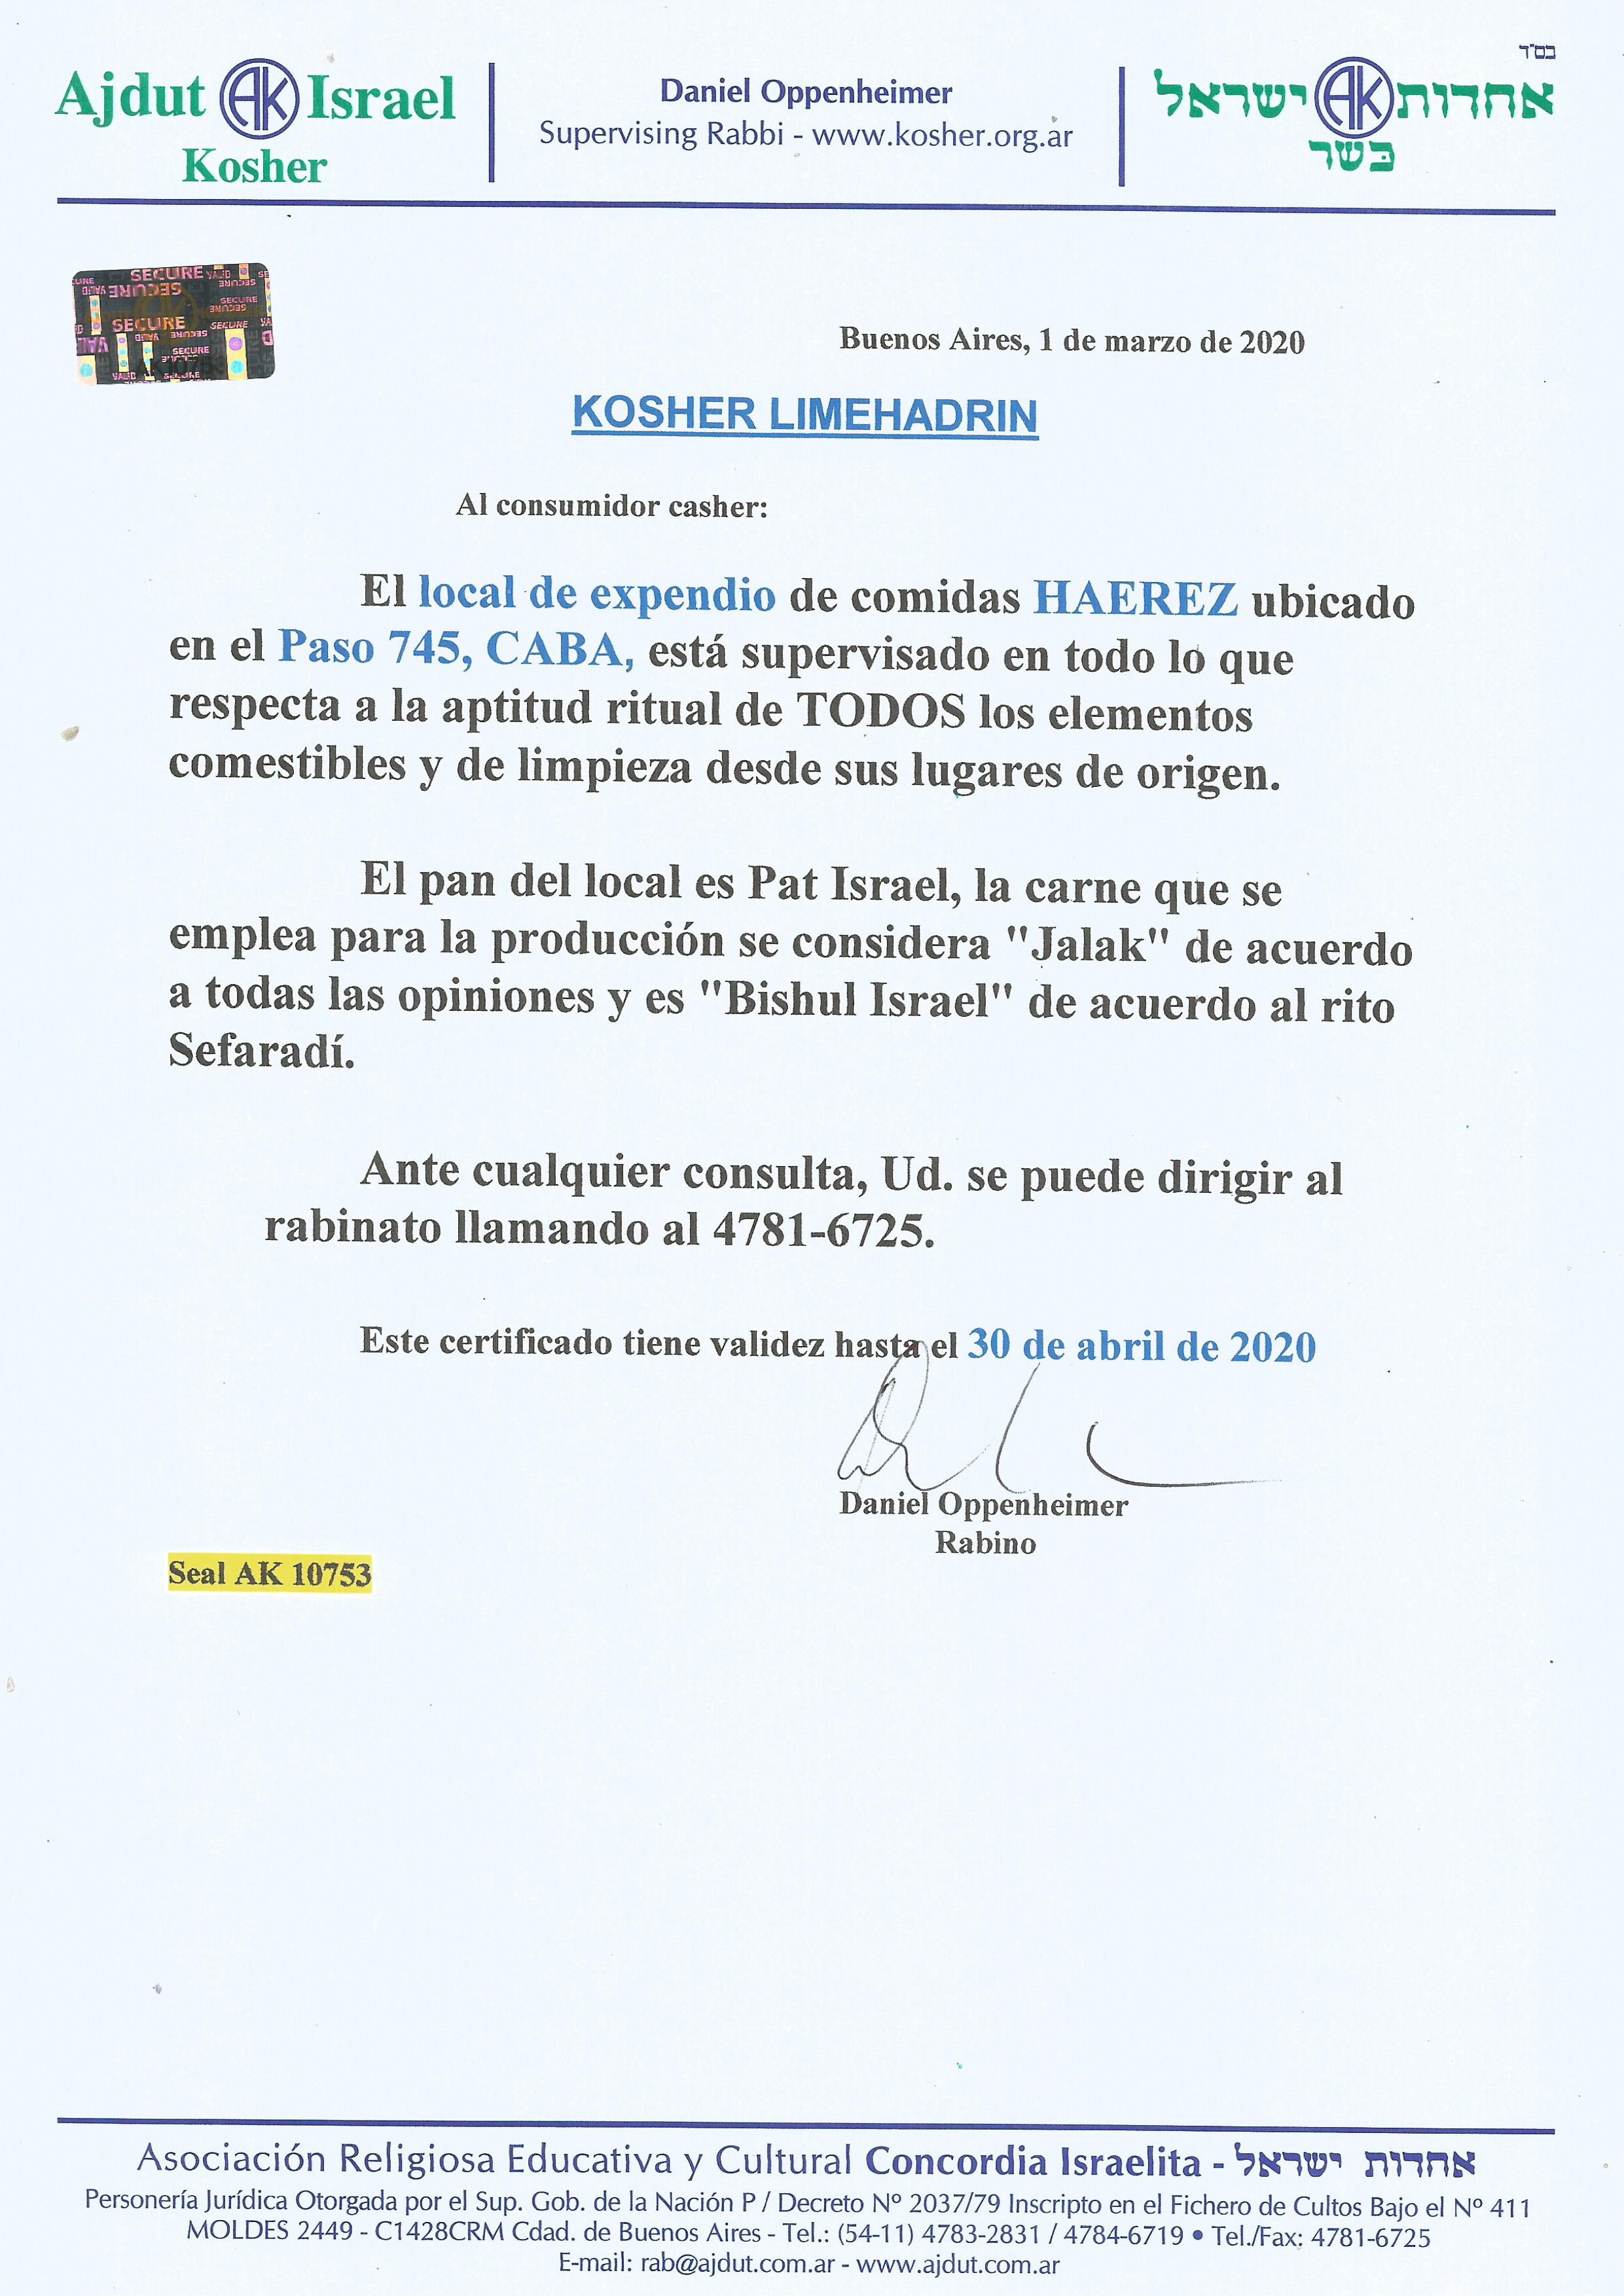 בס"ד
Ajdut AK Israel
Kosher
Daniel Oppenheimer
Supervising Rabbi - www.kosher.org.ar
אחדות AK ישראל
בשר
SECURE VALID
SECURE
SECURE
SECURE
SECURE
VALID
Buenos Aires, 1 de marzo de 2020
KOSHER LIMEHADRIN
Al consumidor casher:
El local de expendio de comidas HAEREZ ubicado
en el Paso 745, CABA, está supervisado en todo lo que
respecta a la aptitud ritual de TODOS los elementos
comestibles y de limpieza desde sus lugares de origen.
El pan del local es Pat Israel, la carne que se
emplea para la producción se considera "Jalak" de acuerdo
a todas las opiniones y es "Bishul Israel" de acuerdo al rito
Sefaradí.
Ante cualquier consulta, Ud. se puede dirigir al
rabinato llamando al 4781-6725.
Este certificado tiene validez hasta el 30 de abril de 2020
Daniel Oppenheimer
Rabino
Seal AK 10753
Asociación Religiosa Educativa y Cultural Concordia Israelita - אחדות ישראל
Personería Jurídica Otorgada por el Sup. Gob. de la Nación P / Decreto Nº 2037/79 Inscripto en el Fichero de Cultos Bajo el Nº 411
MOLDES 2449 - C1428CRM Cdad. de Buenos Aires - Tel.: (54-11) 4783-2831 / 4784-6719 • Tel./Fax: 4781-6725
E-mail: rab@ajdut.com.ar - www.ajdut.com.ar